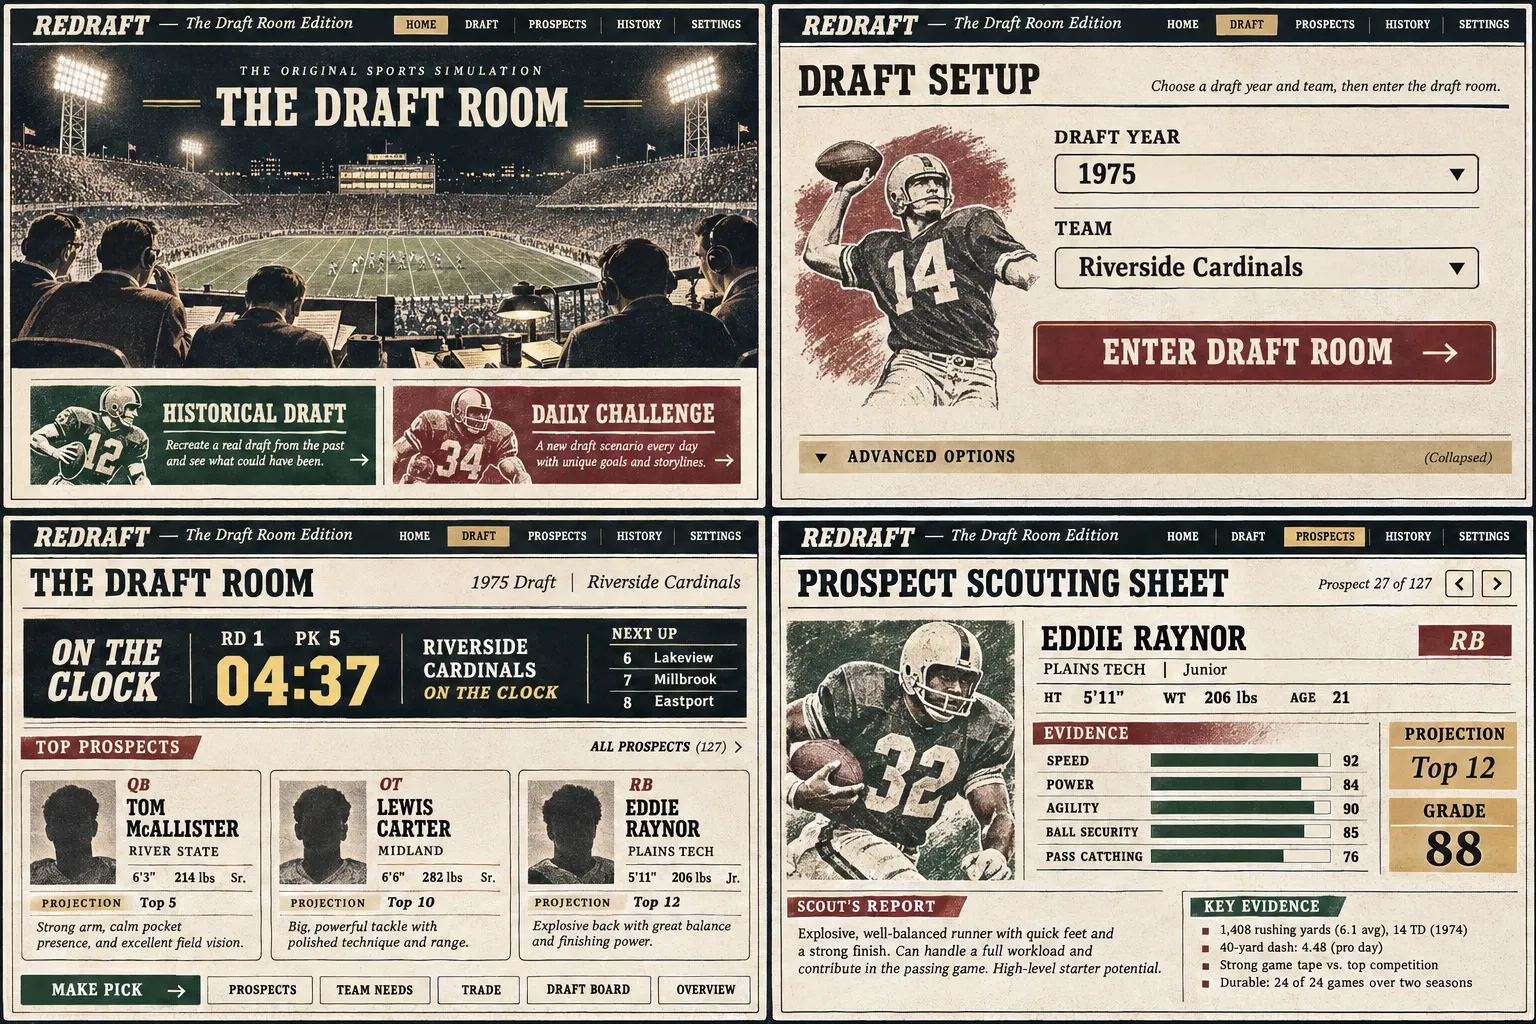 REDRAFT — The Draft Room Edition
HOME
DRAFT
PROSPECTS
HISTORY
SETTINGS
THE ORIGINAL SPORTS SIMULATION
THE DRAFT ROOM
12
HISTORICAL DRAFT
Recreate a real draft from the past
and see what could have been. →
34
DAILY CHALLENGE
A new draft scenario every day
with unique goals and storylines. →
REDRAFT — The Draft Room Edition
HOME
DRAFT
PROSPECTS
HISTORY
SETTINGS
DRAFT SETUP
Choose a draft year and team, then enter the draft room.
14
DRAFT YEAR
1975 ▼
TEAM
Riverside Cardinals ▼
ENTER DRAFT ROOM →
▼ ADVANCED OPTIONS (Collapsed)
REDRAFT — The Draft Room Edition
HOME
DRAFT
PROSPECTS
HISTORY
SETTINGS
THE DRAFT ROOM
1975 Draft | Riverside Cardinals
ON THE
CLOCK
RD 1 PK 5
04:37
RIVERSIDE
CARDINALS
ON THE CLOCK
NEXT UP
6 Lakeview
7 Millbrook
8 Eastport
TOP PROSPECTS
ALL PROSPECTS (127) >
QB
TOM
McALLISTER
RIVER STATE
6'3" 214 lbs Sr.
PROJECTION Top 5
Strong arm, calm pocket
presence, and excellent field vision.
OT
LEWIS
CARTER
MIDLAND
6'6" 282 lbs Sr.
PROJECTION Top 10
Big, powerful tackle with
polished technique and range.
RB
EDDIE
RAYNOR
PLAINS TECH
5'11" 206 lbs Jr.
PROJECTION Top 12
Explosive back with great balance
and finishing power.
MAKE PICK →
PROSPECTS
TEAM NEEDS
TRADE
DRAFT BOARD
OVERVIEW
REDRAFT — The Draft Room Edition
HOME
DRAFT
PROSPECTS
HISTORY
SETTINGS
PROSPECT SCOUTING SHEET
Prospect 27 of 127 < >
32
EDDIE RAYNOR
RB
PLAINS TECH | Junior
HT 5'11" WT 206 lbs AGE 21
EVIDENCE
SPEED 92
POWER 84
AGILITY 90
BALL SECURITY 85
PASS CATCHING 76
PROJECTION
Top 12
GRADE
88
SCOUT'S REPORT
Explosive, well-balanced runner with quick feet and
a strong finish. Can handle a full workload and
contribute in the passing game. High-level starter potential.
KEY EVIDENCE
■ 1,408 rushing yards (6.1 avg), 14 TD (1974)
■ 40-yard dash: 4.48 (pro day)
■ Strong game tape vs. top competition
■ Durable: 24 of 24 games over two seasons